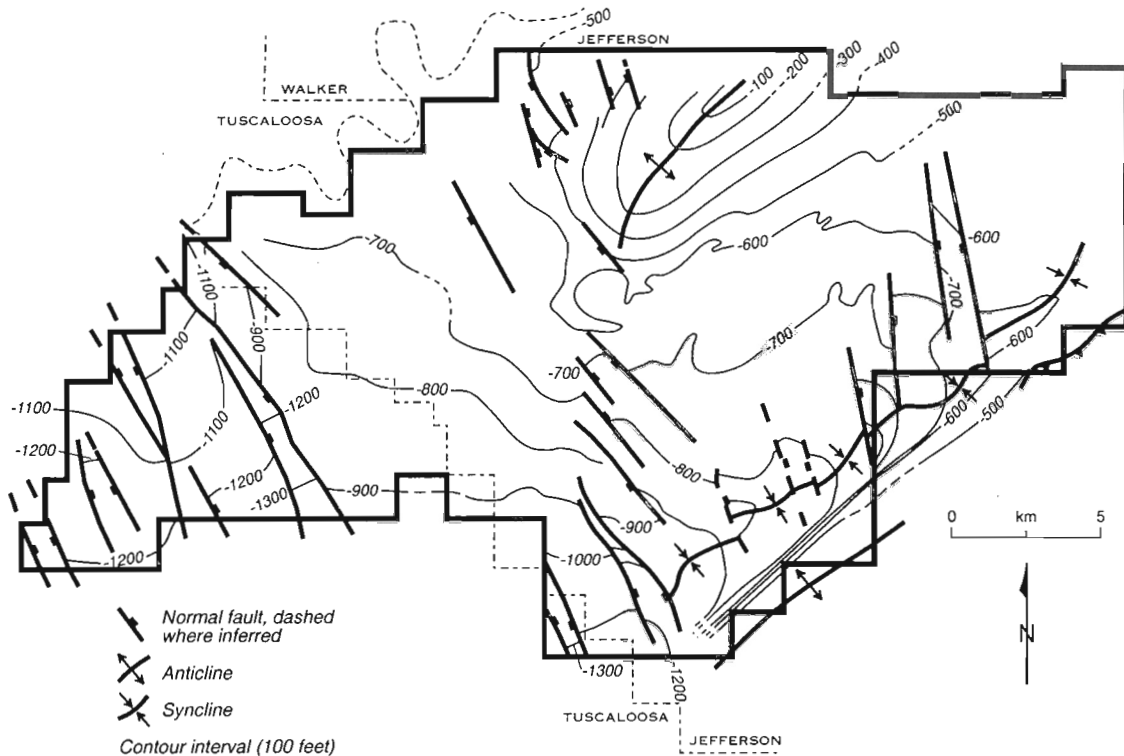 -500
JEFFERSON
-100
-200
-300
-400
WALKER
TUSCALOOSA
-500
-700
-600
-600
-1100
-900
-700
-1100
-700
-600
-700
-800
-1200
-1100
-1100
-600
-500
-1200
-1200
-1300
-900
-800
0 km 5
-900
-1000
-1200
N
Normal fault, dashed
where inferred
Anticline
-1300
-1200
Syncline
TUSCALOOSA
JEFFERSON
Contour interval (100 feet)